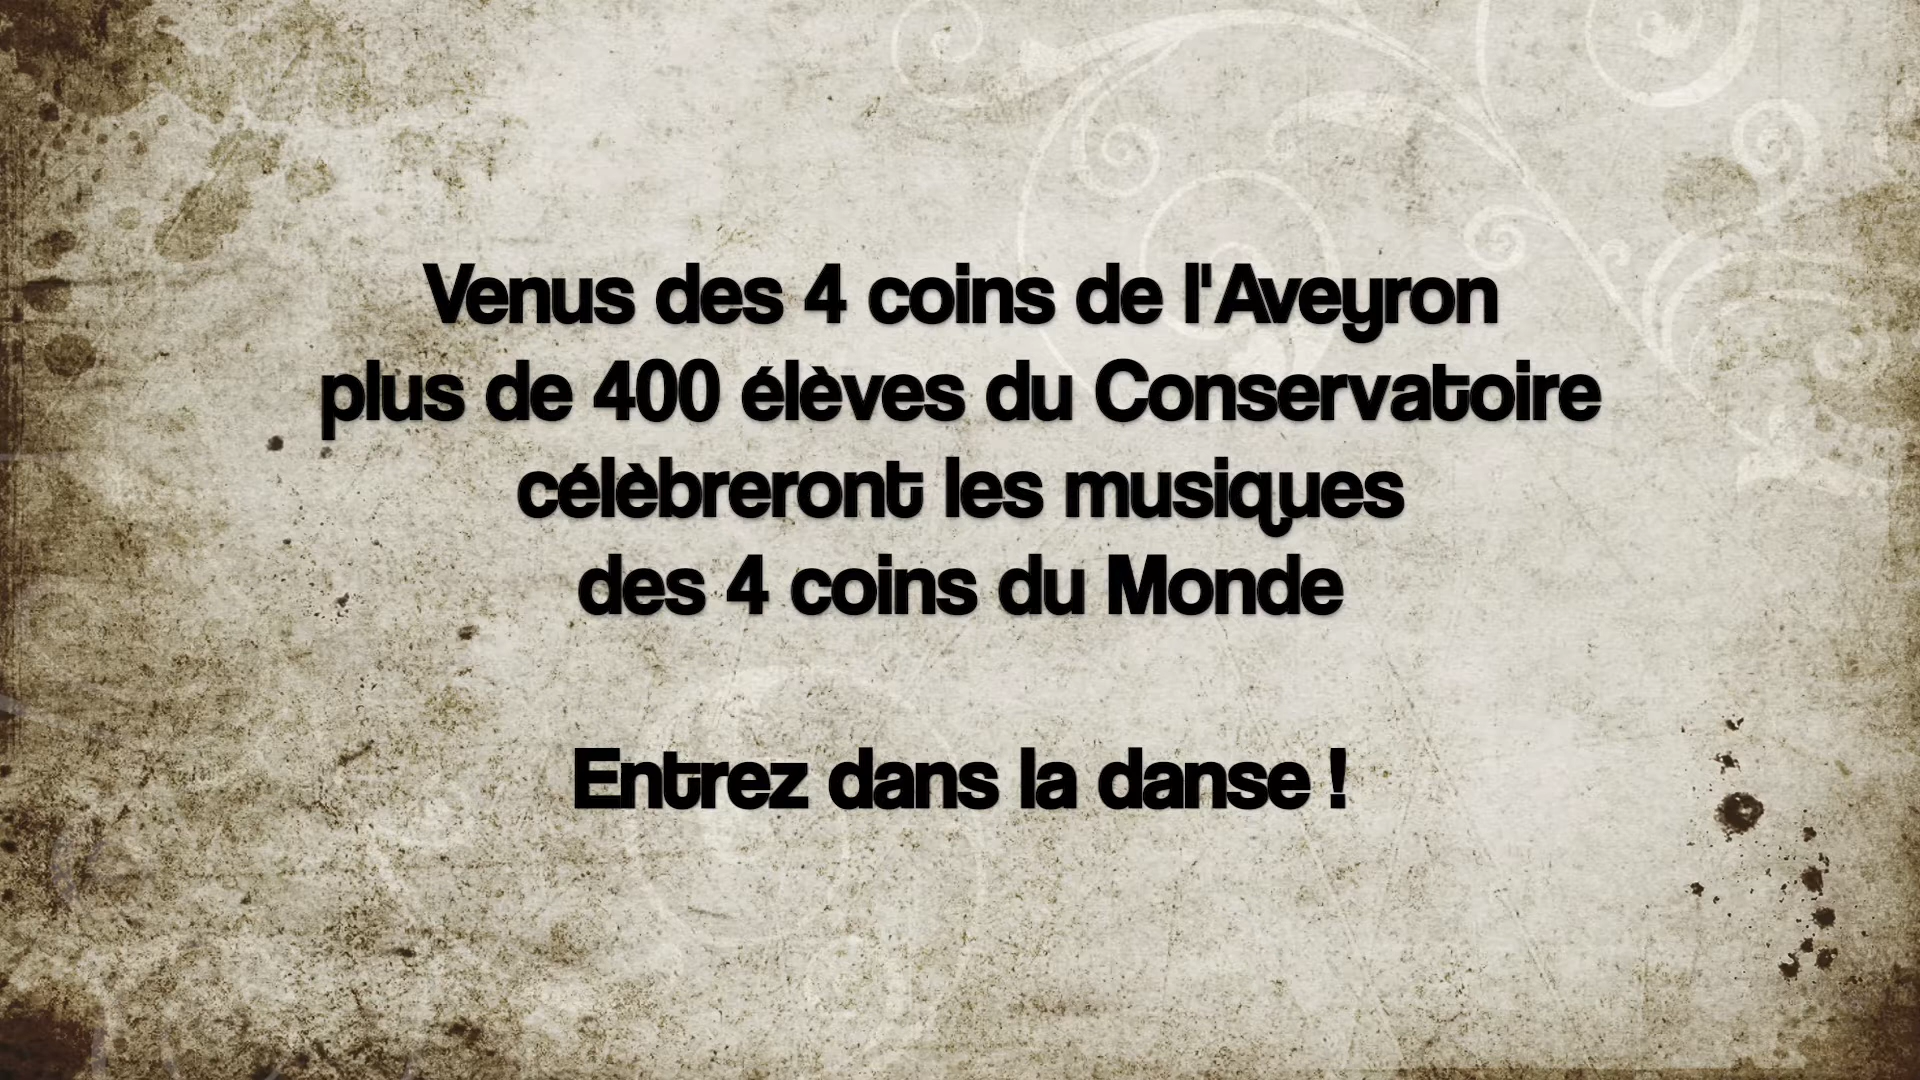 Venus des 4 coins de l'Aveyron
plus de 400 élèves du Conservatoire
célèbreront les musiques
des 4 coins du Monde
Entrez dans la danse !